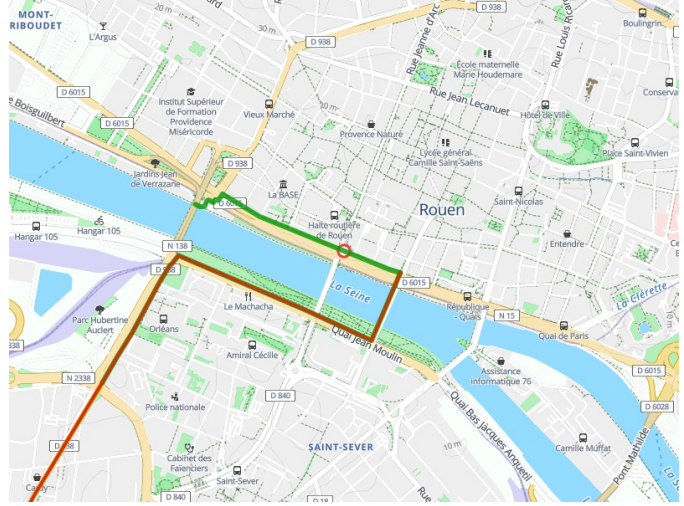 MONT-
RIBOUDET
L'Argus
D 938
30 m
Rue Jeanne d'Arc
École maternelle
Marie Houdemare
Boulingrin
D 6015
Boisguilbert
D 6015
Institut Supérieur
de Formation
Providence
Miséricorde
20 m
Vieux Marché
Provence Nature
Rue Jean Lecanuet
Hôtel de Ville
Conserva
Place Saint-Vivien
Lycée général
Camille Saint-Saëns
D 938
Jardins Jean
de Verrazane
La BASE
D 6015
Halte routière
de Rouen
Rouen
Saint-Nicolas
Entendre
Hangar 105
Hangar 105
N 138
D 938
La Seine
D 6015
République
- Quais
N 15
La Clérette
Quai de Paris
Parc Hubertine
Auclert
Orléans
Le Machacha
Amiral Cécille
Quai Jean Moulin
338
N 2338
Assistance
informatique 76
D 6015
D 6028
D 840
Police nationale
Quai Bas Jacques Anquetil
Pont Mathilde
D 938
Cabinet des
Faïenciers
SAINT-SEVER
10 m
Camille Muffat
Saint-Sever
D 840
D 18
Rue